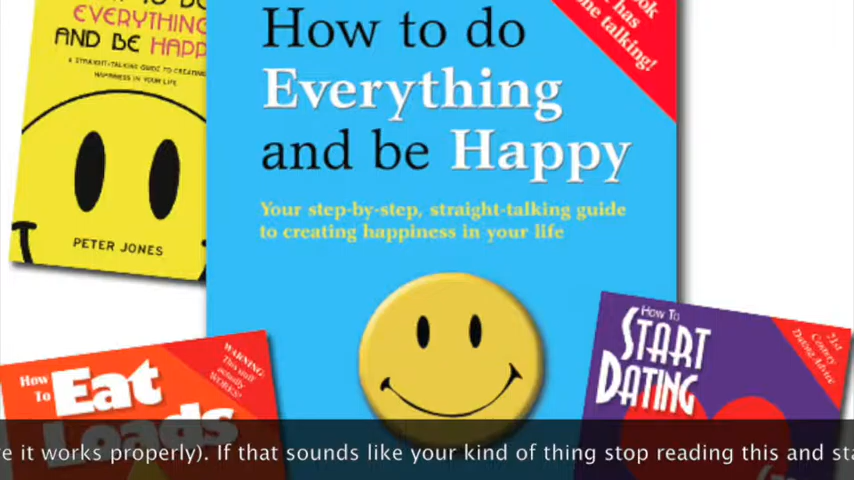 EVERYTHING
AND BE HAPP
A STRAIGHT-TALKING GUIDE TO CREATING
HAPPINESS IN YOUR LIFE
PETER JONES
How to do
Everything
and be Happy
Your step-by-step, straight-talking guide
to creating happiness in your life
has
talking!
How
To
Eat
Loads
WARNING
This stuff
actually
WORKS!
How To
START
DATING
21st
Century
Dating Advice
e it works properly). If that sounds like your kind of thing stop reading this and sta